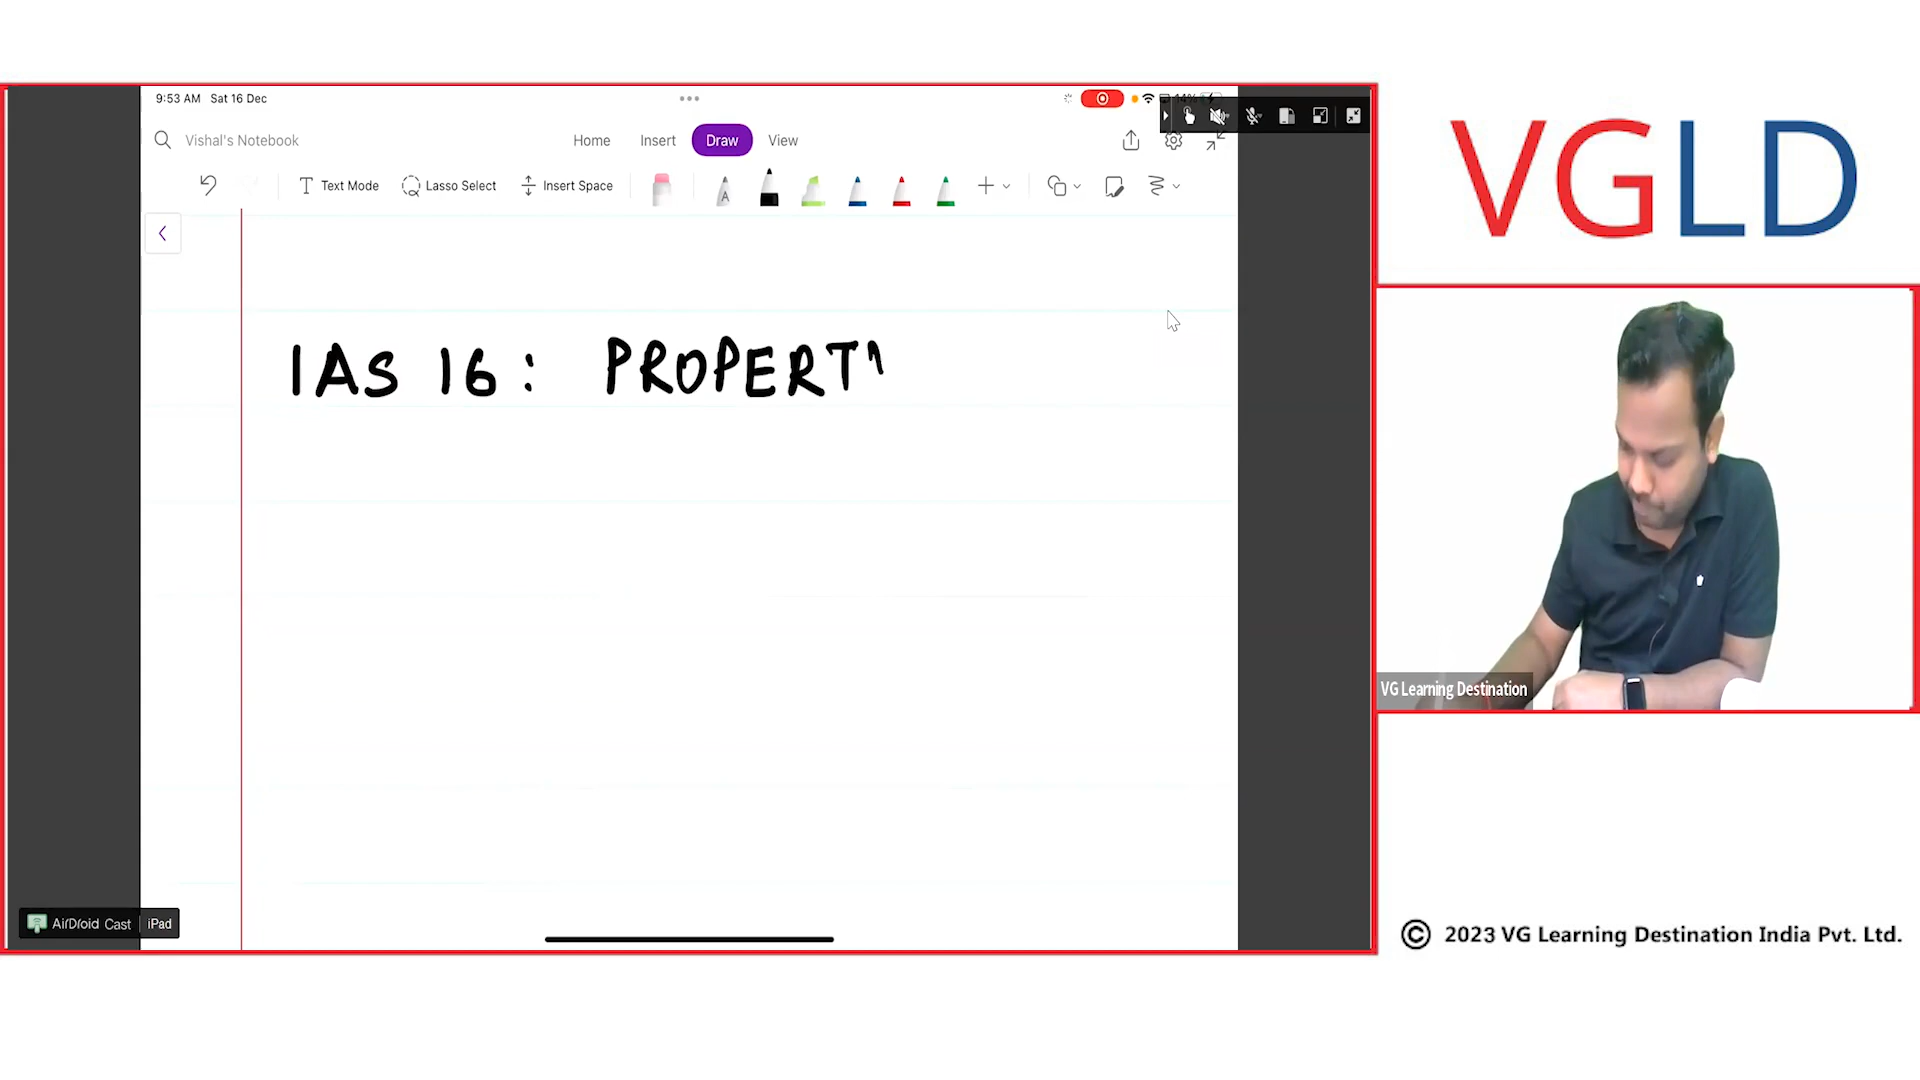 9:53 AM Sat 16 Dec
14%
Vishal's Notebook
Home Insert Draw View
Text Mode Lasso Select Insert Space
A
IAS 16 : PROPERT
VGLD
VG Learning Destination
AirDroid Cast iPad
© 2023 VG Learning Destination India Pvt. Ltd.